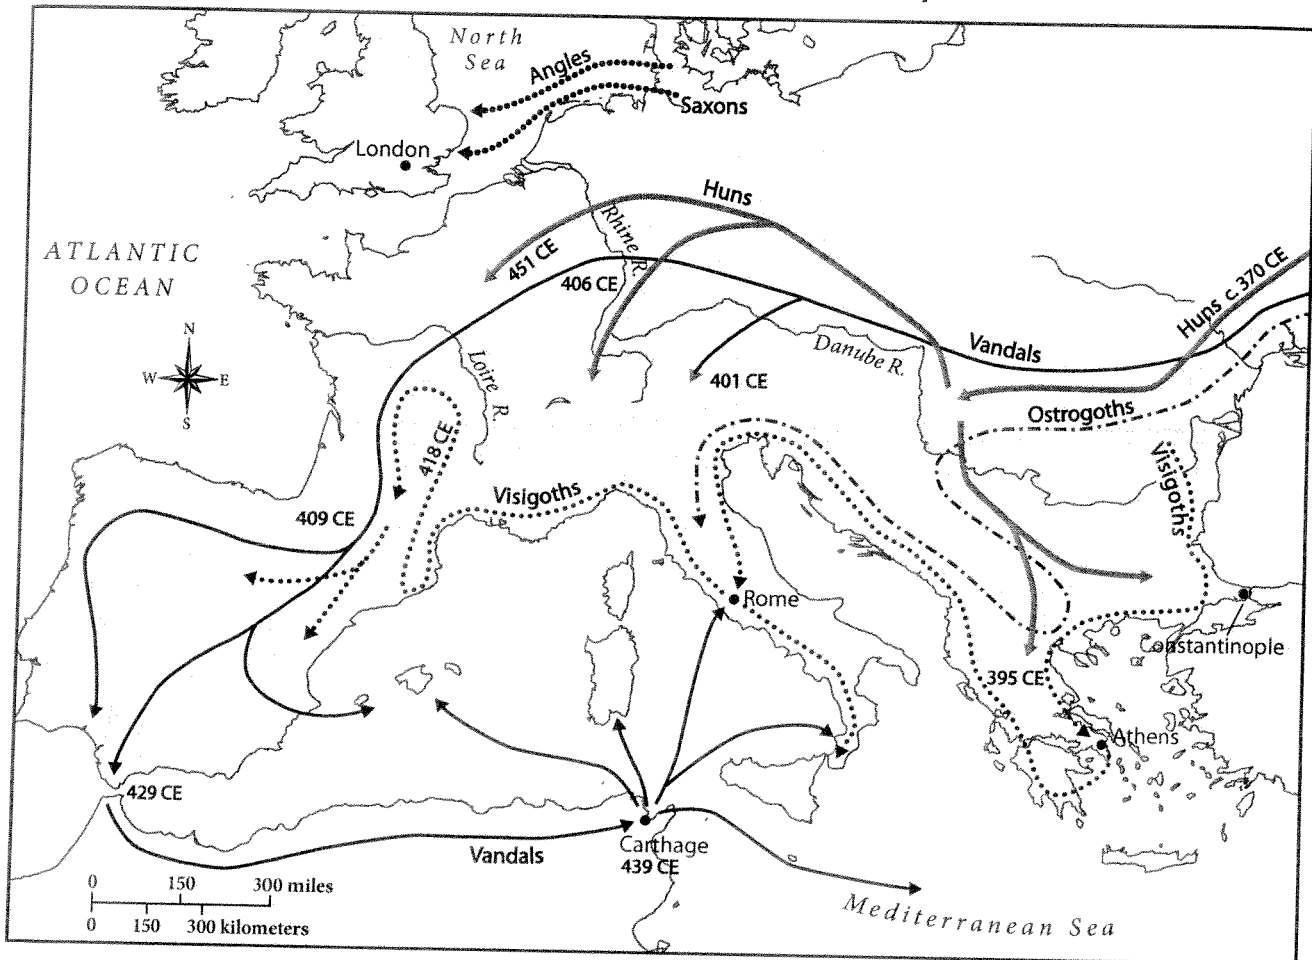 North
Sea
Angles
Saxons
London
Huns
Rhine R.
ATLANTIC
OCEAN
451 CE
406 CE
Huns c. 370 CE
N
W
E
S
Loire R.
Danube R.
Vandals
401 CE
Ostrogoths
418 CE
Visigoths
Visigoths
409 CE
Rome
Constantinople
395 CE
Athens
429 CE
Vandals
Carthage
439 CE
0 150 300 miles
0 150 300 kilometers
Mediterranean Sea